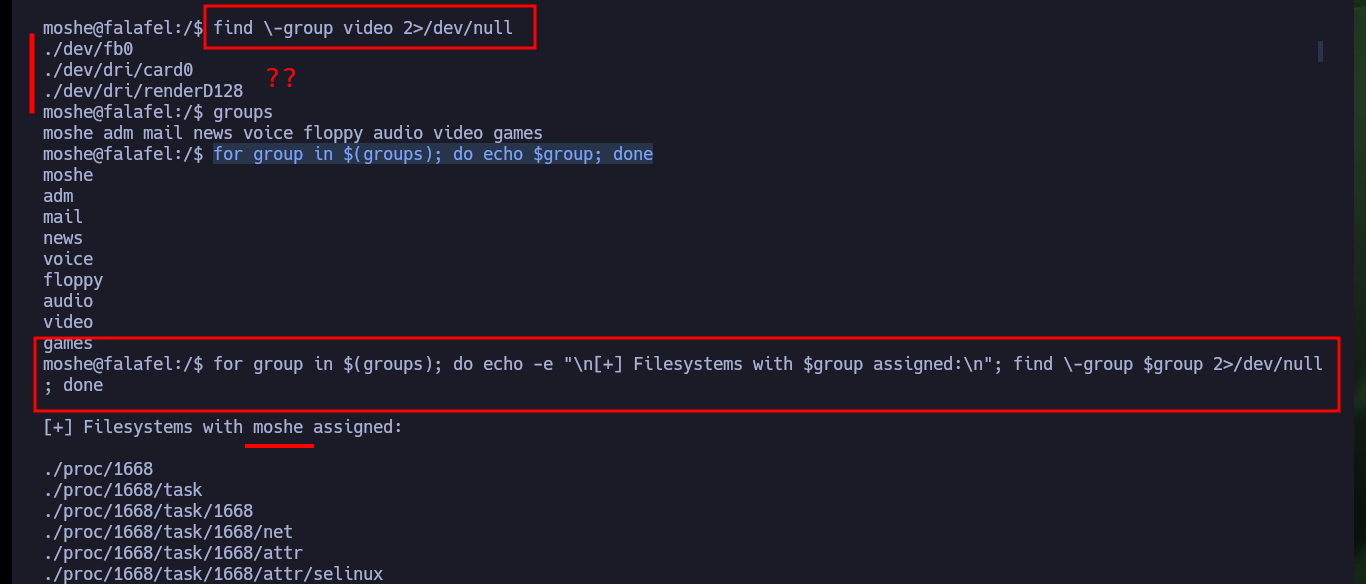 moshe@falafel:/$ find \-group video 2>/dev/null
./dev/fb0
./dev/dri/card0
??
./dev/dri/renderD128
moshe@falafel:/$ groups
moshe adm mail news voice floppy audio video games
moshe@falafel:/$ for group in $(groups); do echo $group; done
moshe
adm
mail
news
voice
floppy
audio
video
games
moshe@falafel:/$ for group in $(groups); do echo -e "\n[+] Filesystems with $group assigned:\n"; find \-group $group 2>/dev/null
; done
[+] Filesystems with moshe assigned:
./proc/1668
./proc/1668/task
./proc/1668/task/1668
./proc/1668/task/1668/net
./proc/1668/task/1668/attr
./proc/1668/task/1668/attr/selinux